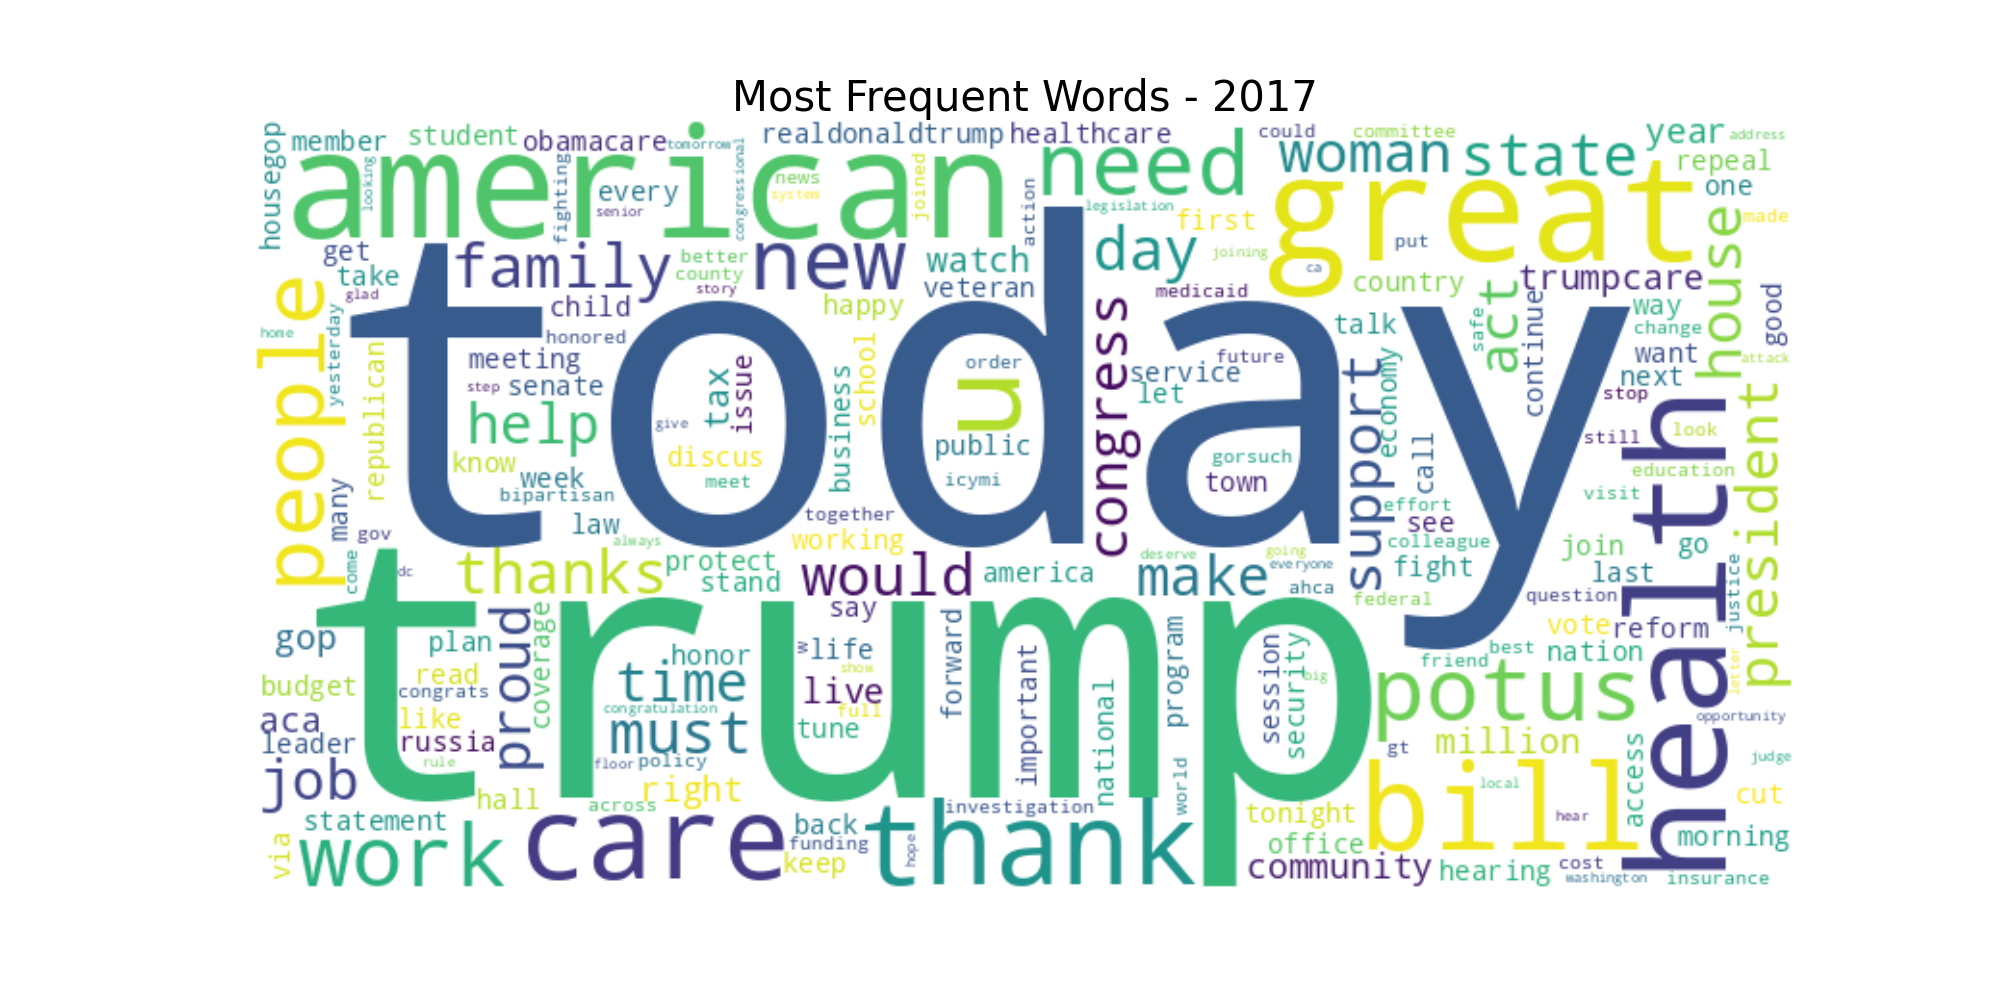 Most Frequent Words - 2017
housegop
member
student
obamacare
tomorrow
realdonaldtrump
healthcare
could
committee
year
address
american
looking
fighting
every
senior
congressional
news
system
joined
action
need
legislation
woman
state
repeal
one
made
great
first
get
take
glad
family
better
county
story
new
watch
veteran
day
joining
ca
put
country
trumpcare
house
good
people
home
yesterday
child
honored
happy
medicaid
talk
safe
act
continue
way
change
attack
today
meeting
step
senate
republican
tax
issue
business
school
order
u
congress
service
let
future
support
economy
want
next
stop
help
give
know
week
bipartisan
discus
meet
public
icymi
gorsuch
town
call
still
look
education
visit
president
many
gov
law
always
together
working
effort
see
colleague
join
go
health
come
dc
thanks
protect
stand
would
america
deserve
going
everyone
make
ahca
fight
federal
last
question
justice
trump
say
gop
plan
proud
coverage
honor
w
life
forward
important
program
session
security
big
vote
reform
friend
best
nation
budget
read
congrats
time
congratulation
show
live
full
national
potus
letter
opportunity
aca
like
leader
russia
rule
must
tune
floor
policy
gt
million
access
judge
job
hall
across
right
world
local
cut
bill
statement
via
work
care
back
funding
keep
investigation
thank
hope
tonight
office
hear
morning
community
hearing
cost
washington
insurance